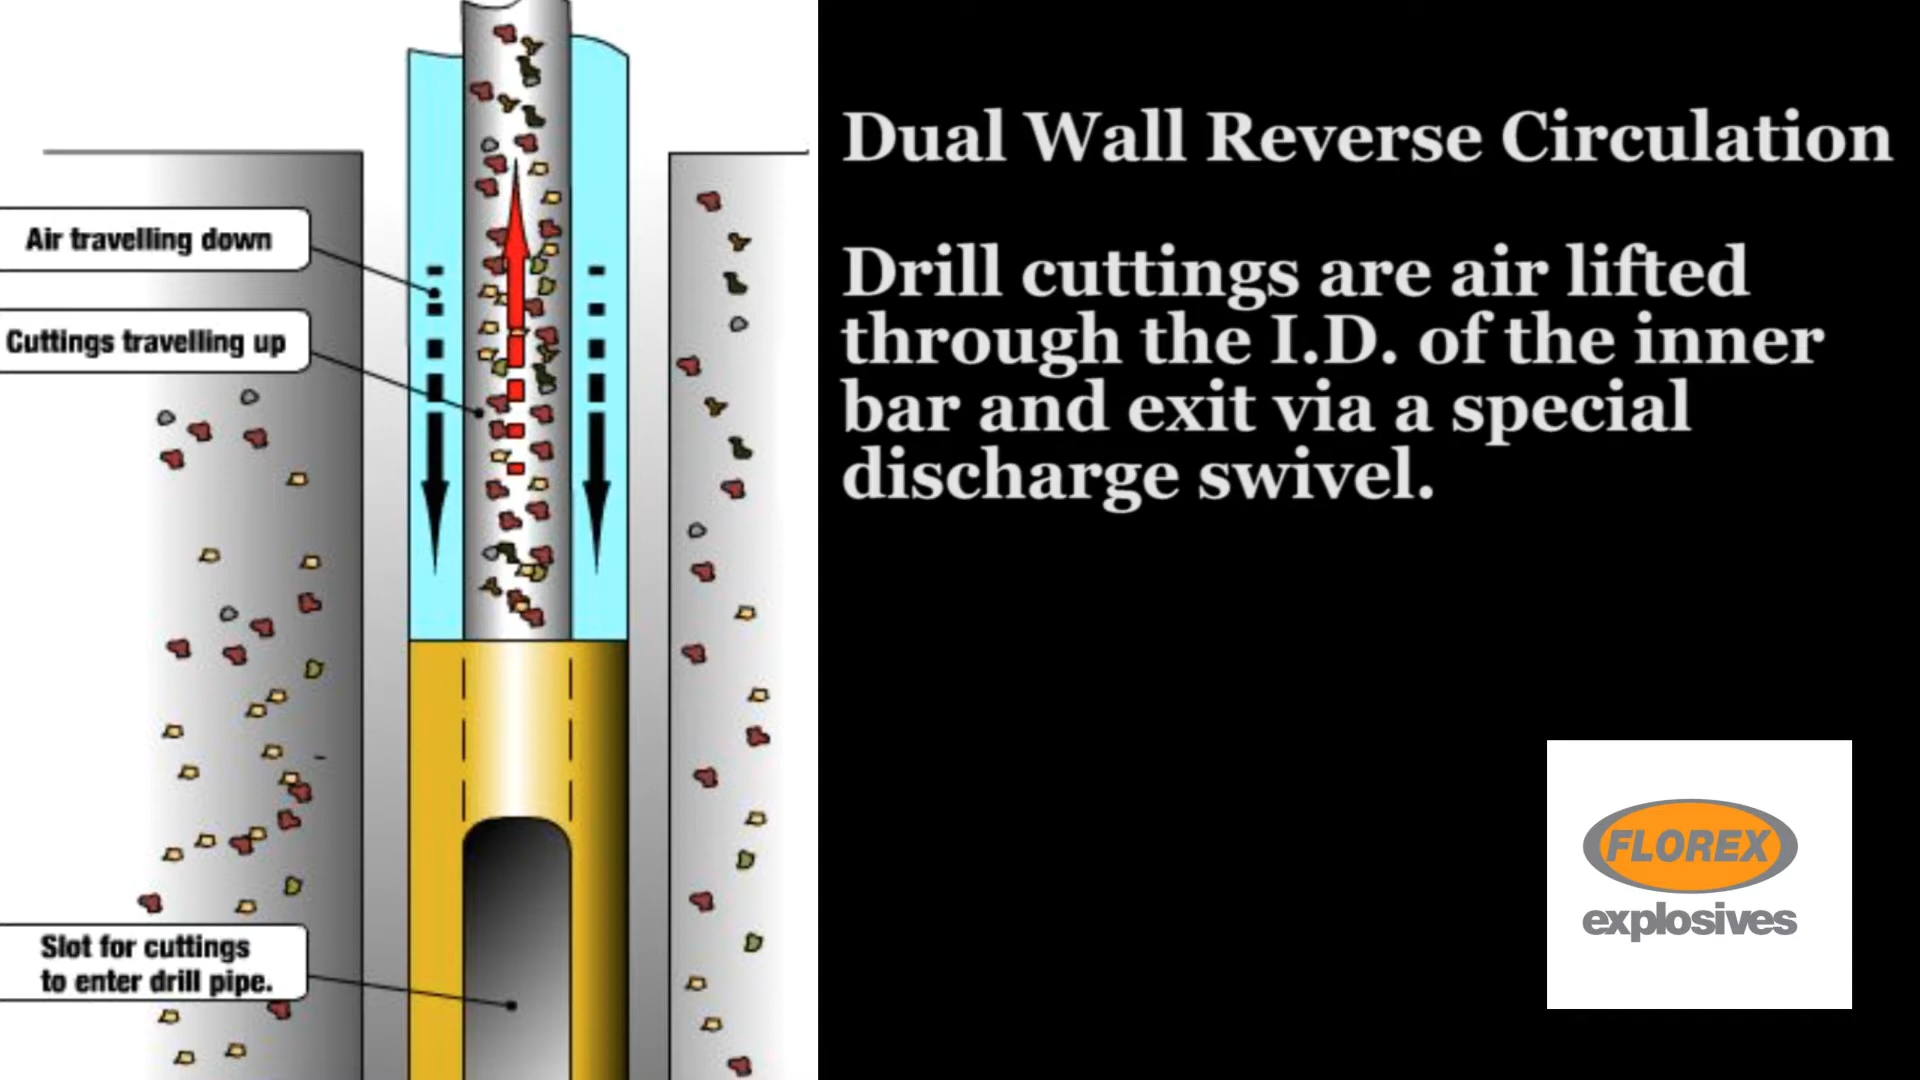 Air travelling down
Cuttings travelling up
Slot for cuttings
to enter drill pipe.
Dual Wall Reverse Circulation
Drill cuttings are air lifted
through the I.D. of the inner
bar and exit via a special
discharge swivel.
FLOREX
explosives